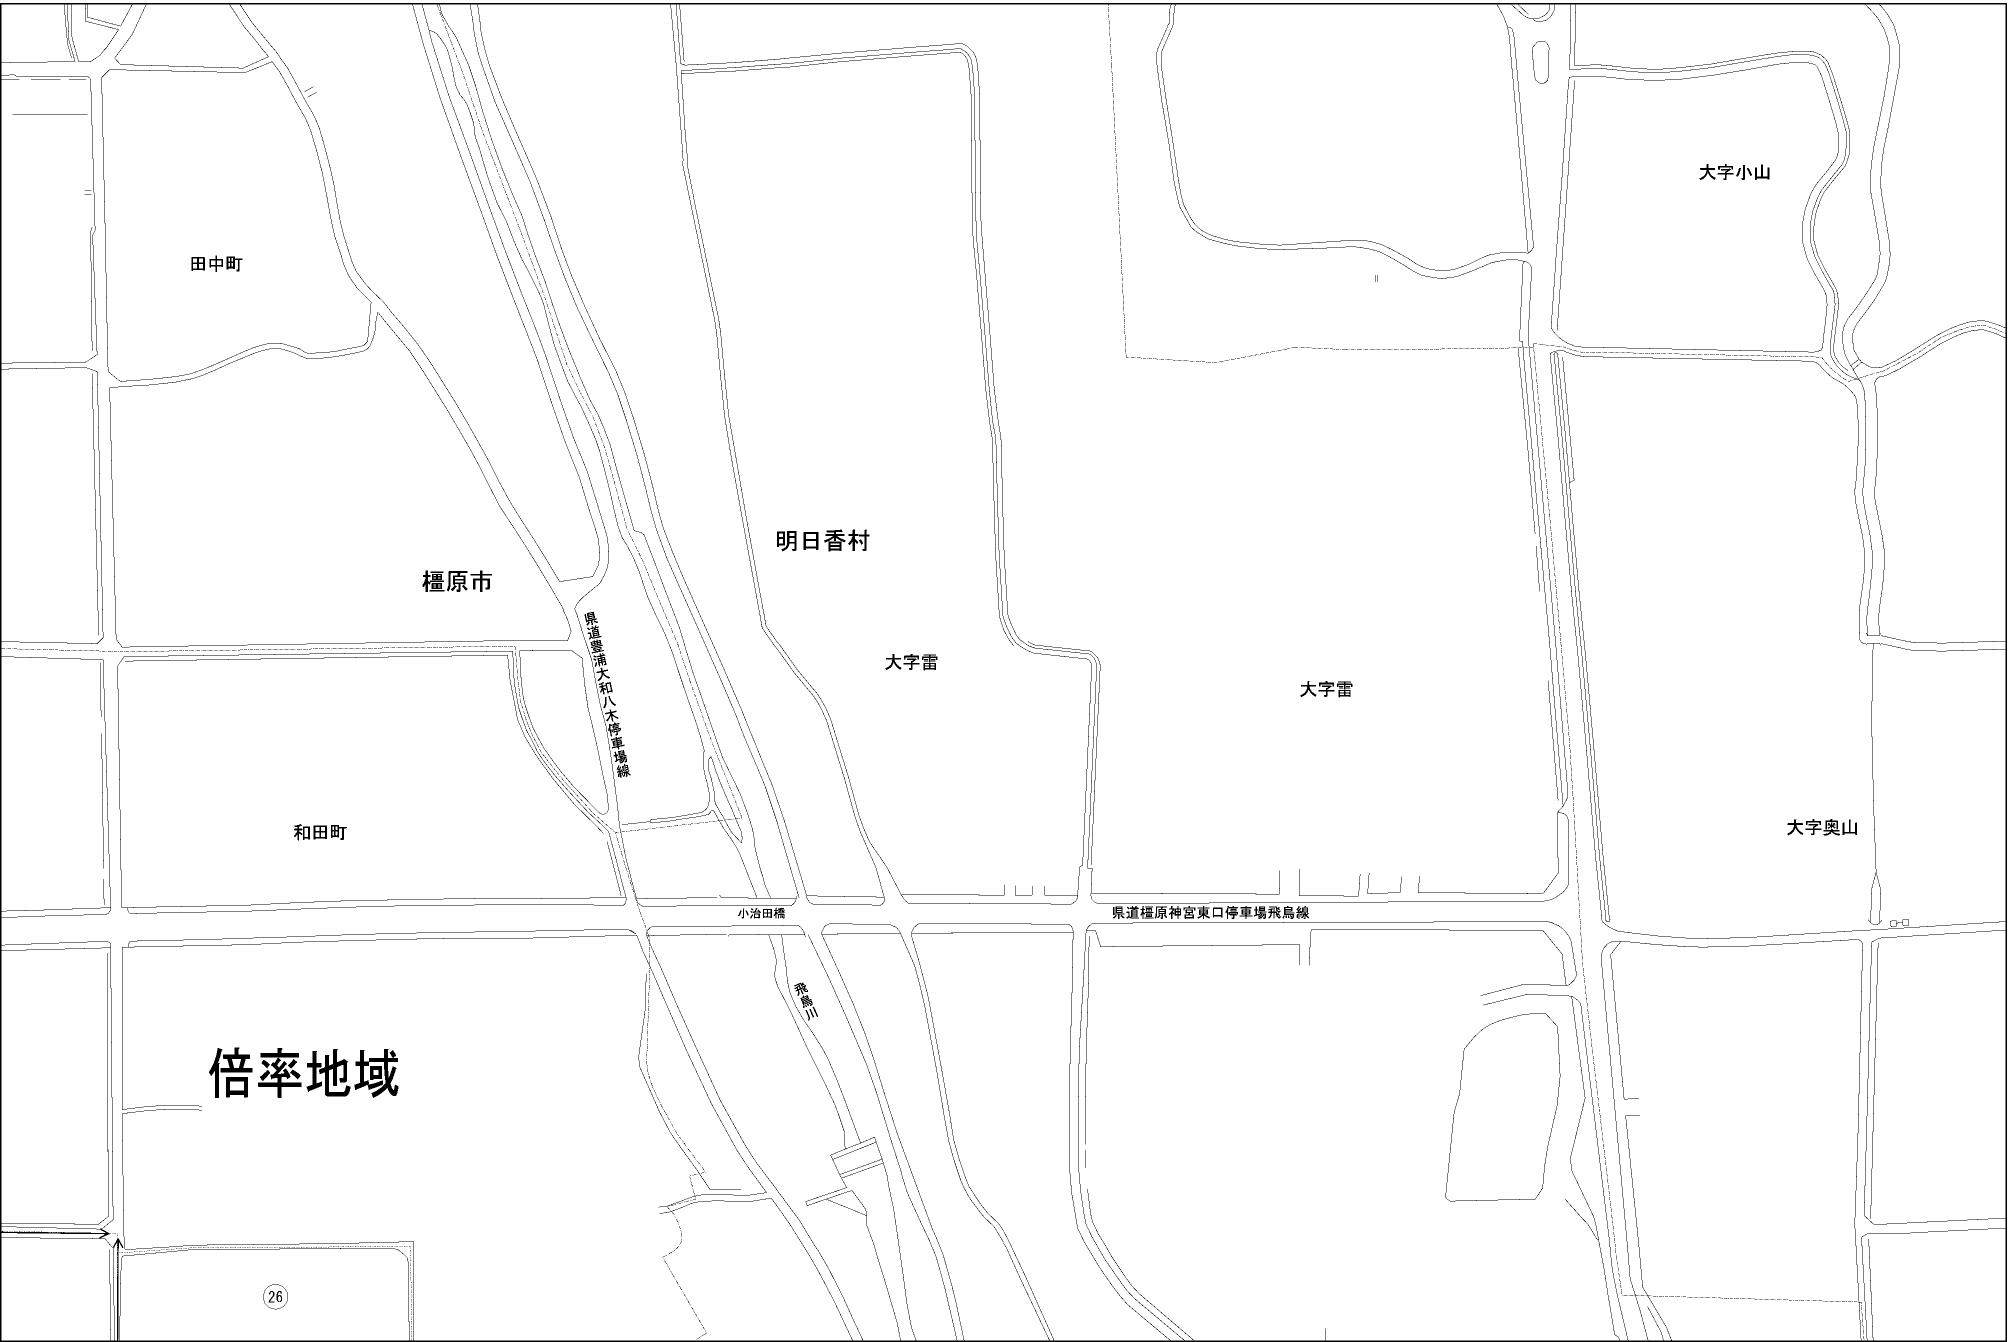 大字小山
田中町
明日香村
橿原市
県道豊浦大和八木停車場線
大字雷
大字雷
和田町
大字奥山
小治田橋
県道橿原神宮東口停車場飛鳥線
飛鳥川
倍率地域
26